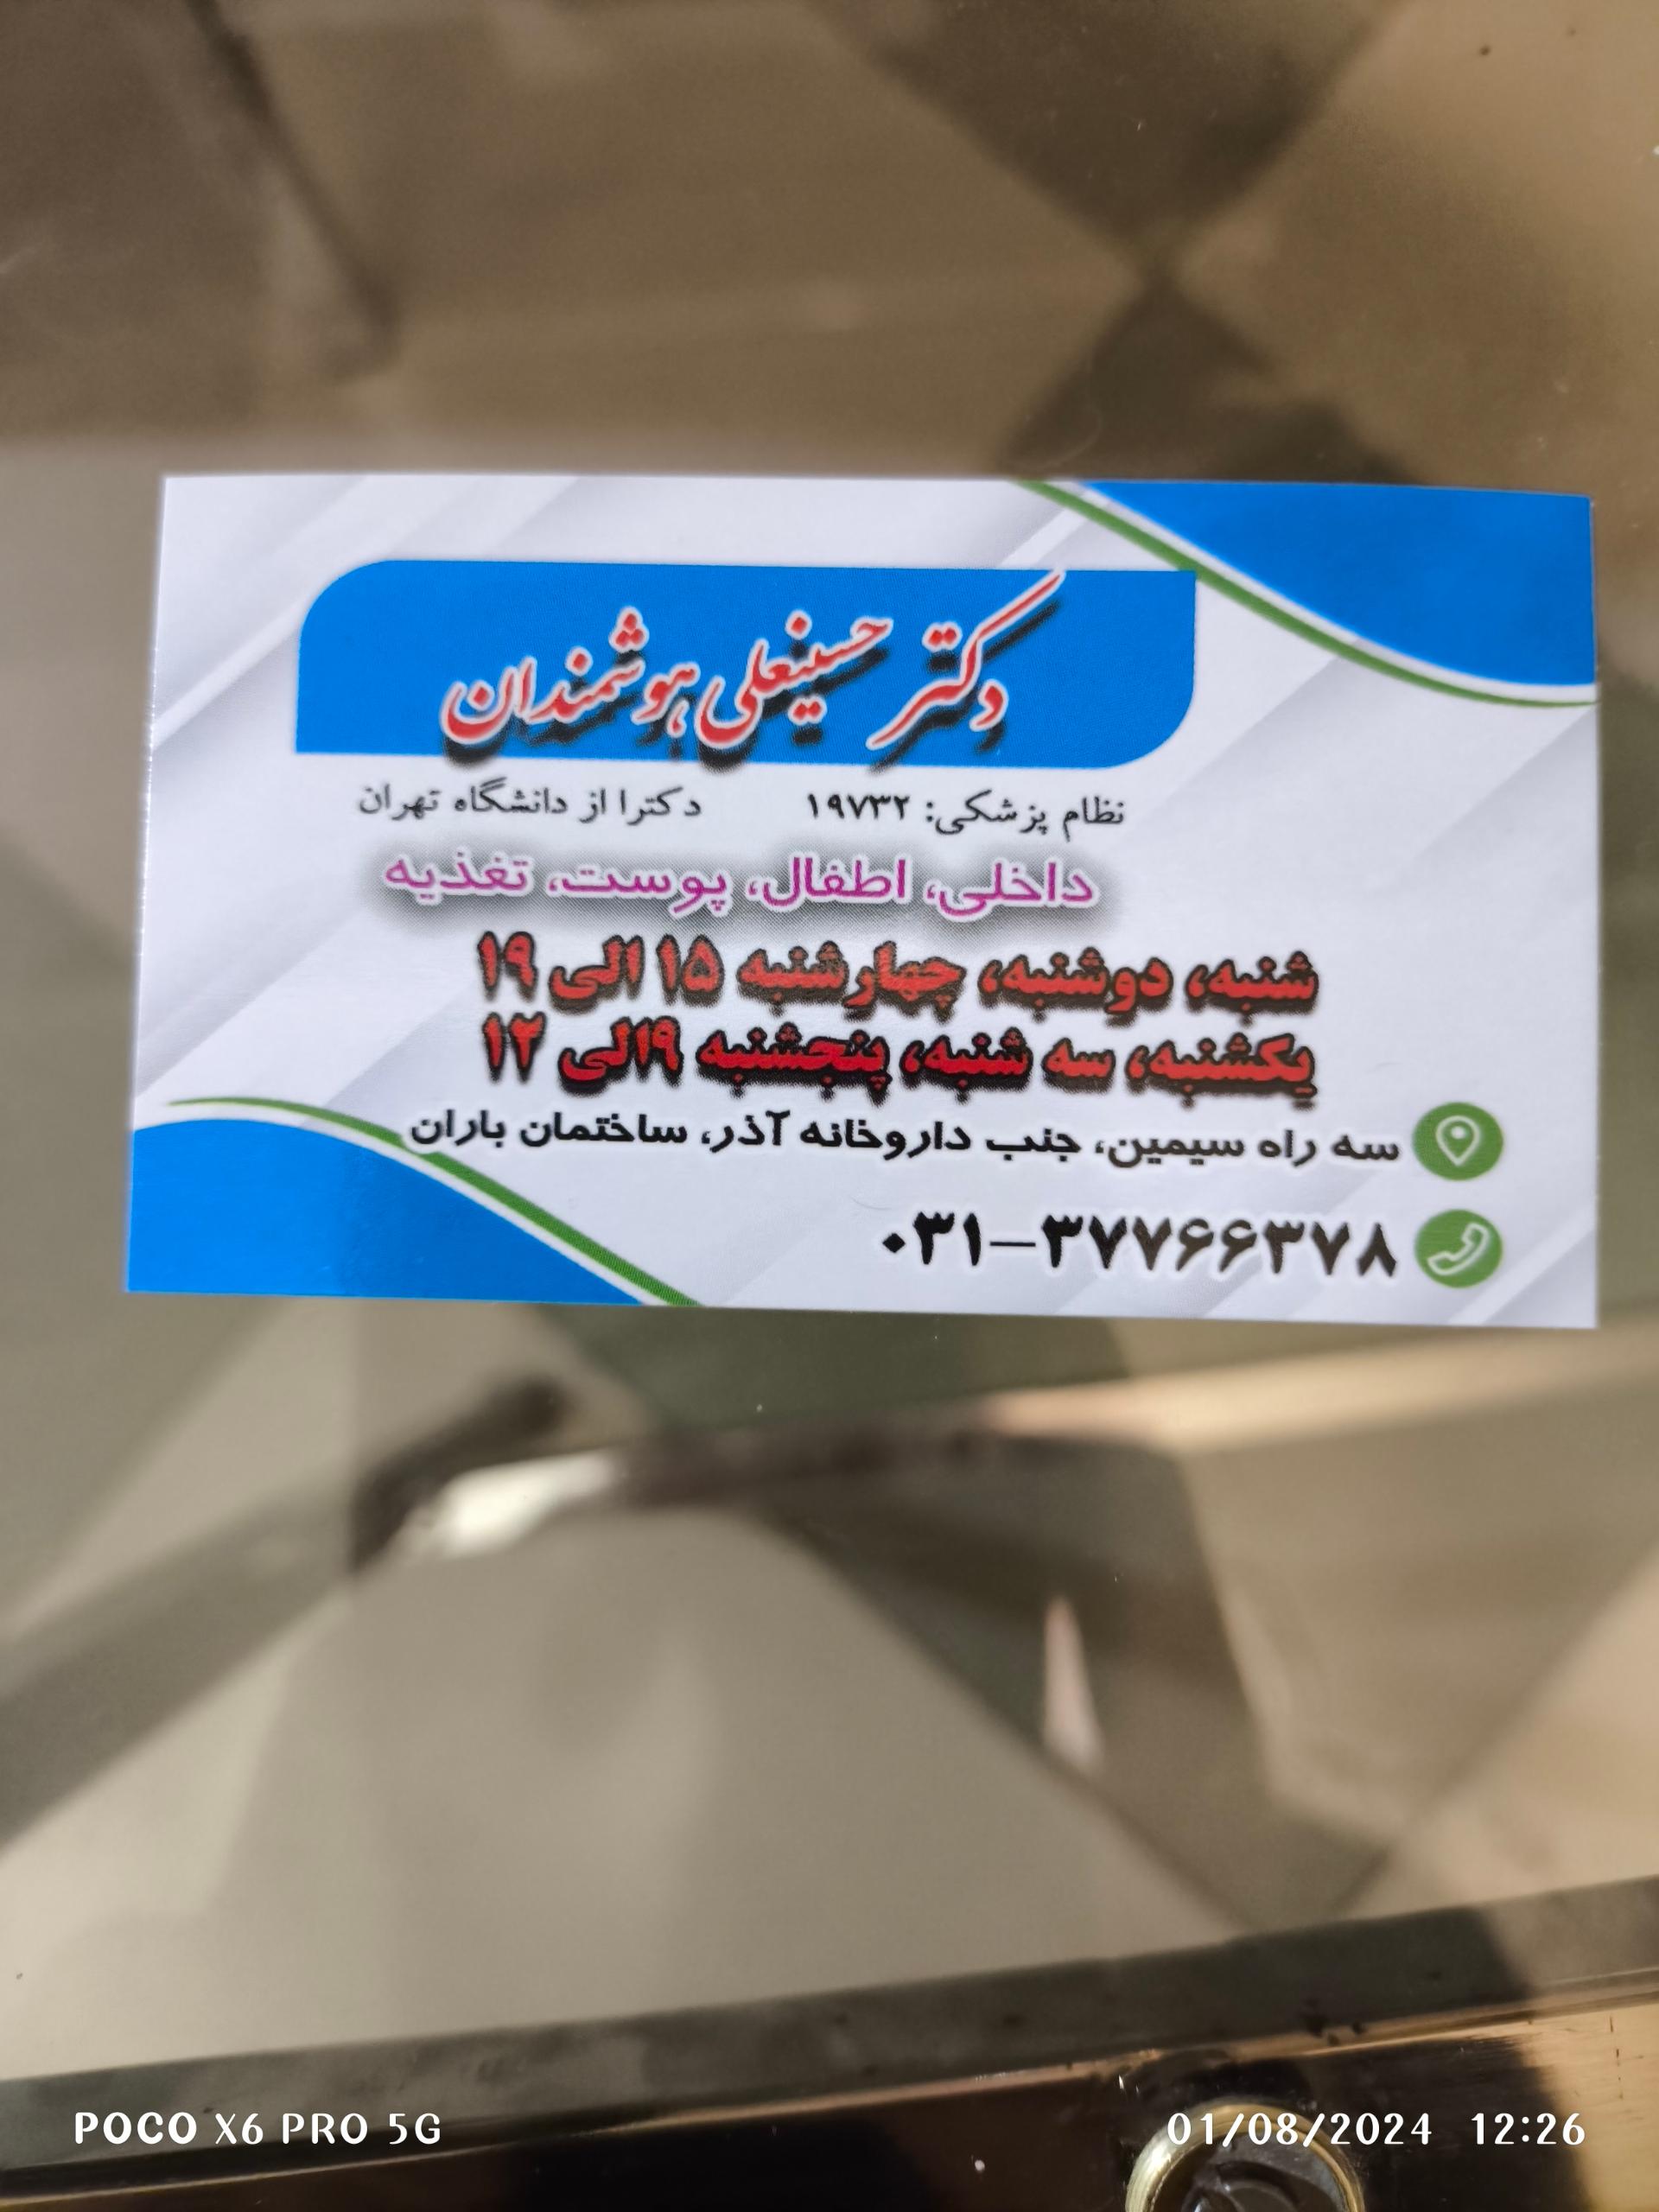 دکتر حسینعلی هوشمندان
نظام پزشکی: ۱۹۷۳۲ دکترا از دانشگاه تهران
داخلی، اطفال، پوست، تغذیه
شنبه، دوشنبه، چهارشنبه ۱۵ الی ۱۹
یکشنبه، سه شنبه، پنجشنبه ۹الی ۱۲
سه راه سیمین، جنب داروخانه آذر، ساختمان باران
۰۳۱-۳۷۷۶۶۳۷۸
POCO X6 PRO 5G 01/08/2024 12:26